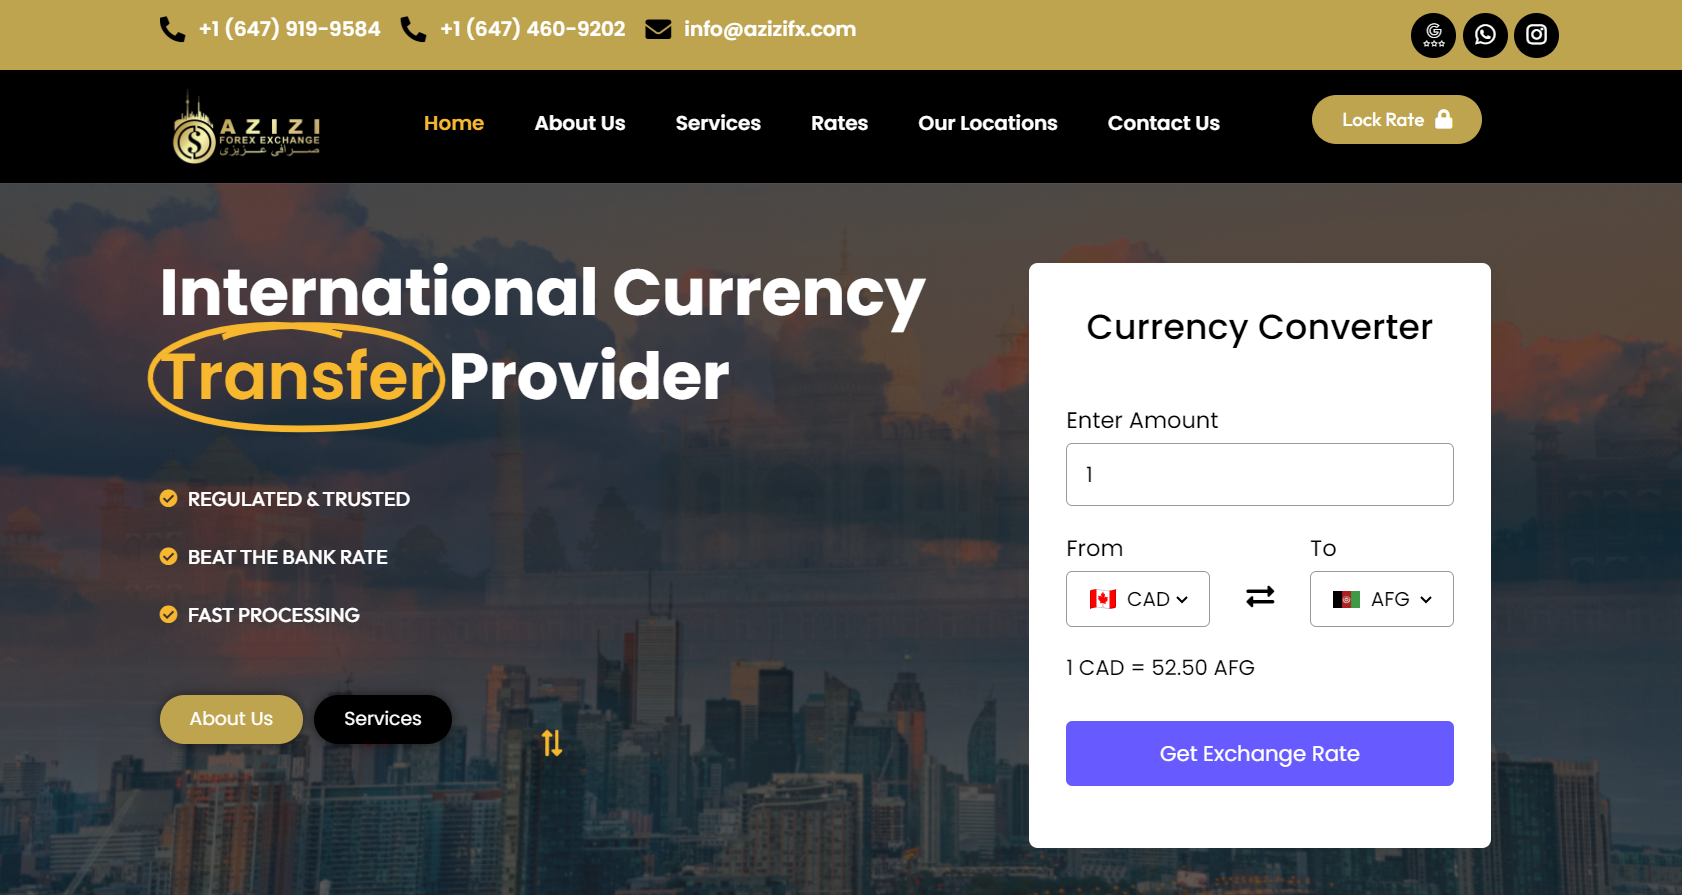 +1 (647) 919-9584 +1 (647) 460-9202 info@azizifx.com
AZIZI
FOREX EXCHANGE
صرافی عزیزی
Home About Us Services Rates Our Locations Contact Us Lock Rate
International Currency
Transfer Provider
REGULATED & TRUSTED
BEAT THE BANK RATE
FAST PROCESSING
About Us Services
Currency Converter
Enter Amount
1
From To
CAD AFG
1 CAD = 52.50 AFG
Get Exchange Rate